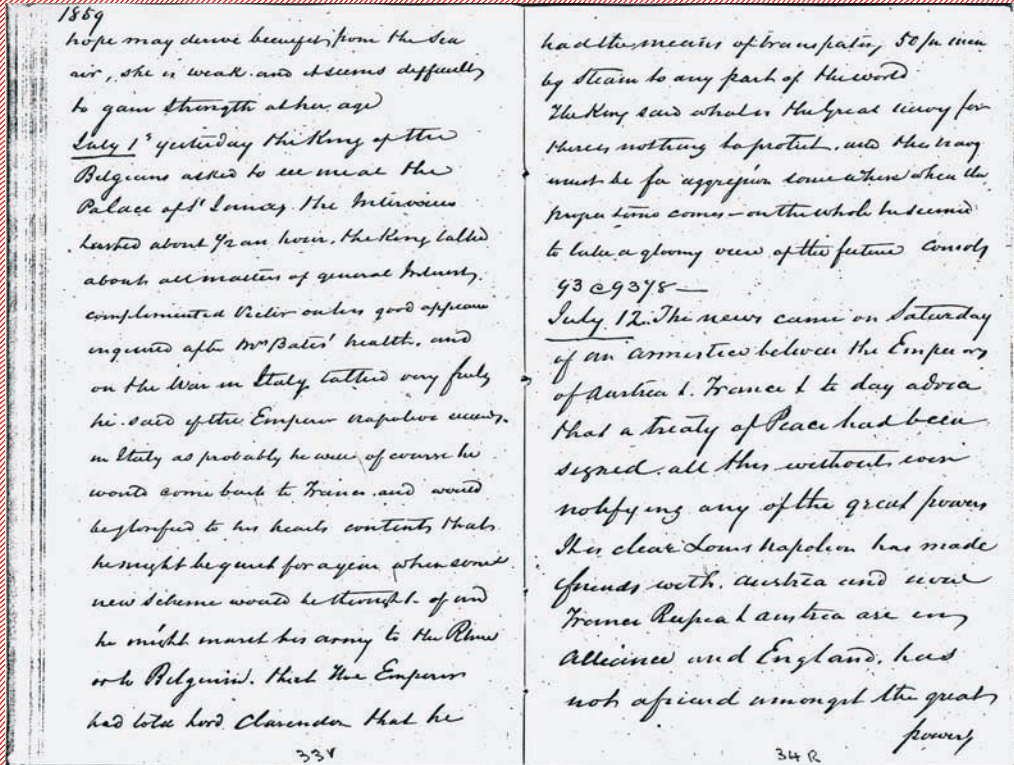 1859
hope may derive benefit from the sea
air, she is weak and it seems difficult
to gain strength at her age
July 1st yesterday the King of the
Belgians asked to see me at the
Palace of St James, the Interview
lasted about 1/2 an hour. the King talked
about all matters of general Interest,
complimented Victor on his good appearance
enquired after Mrs Bates' health, and
on the War in Italy talked very freely
he said if the Emperor napoleon succeeds
in Italy as probably he will of course he
would come back to France and would
be glorified to his hearts content & that
he might be quiet for a year when some
new scheme would be thought of and
he might march his army to the Rhine
or to Belgium. that the Emperor
had told Lord Clarendon that he
33V
had the means of transporting 50/m men
by steam to any part of the world
The King said what is the great navy for
there is nothing to protect, and this navy
must be for aggression some where when the
proper time comes – on the whole he seemed
to take a gloomy view of the future Consols
93 @ 93 7/8 —
July 12. The news came on Saturday
of an armistice between the Emperors
of Austria & France & to day advice
that a treaty of Peace had been
signed. all this without even
notifying any of the great powers
It is clear Louis Napoleon has made
friends with Austria and now
France Russia & Austria are in
Alliance and England has
not a friend amongst the great
powers
34R